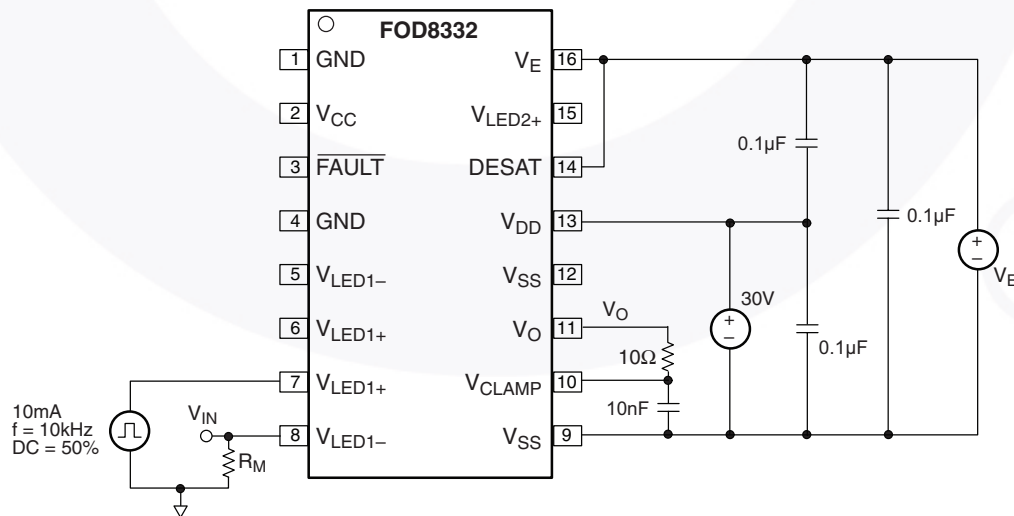 FOD8332
1 GND
2 VCC
3 FAULT
4 GND
5 VLED1–
6 VLED1+
7 VLED1+
8 VLED1–
VE 16
VLED2+ 15
DESAT 14
VDD 13
VSS 12
VO 11
VCLAMP 10
VSS 9
10mA
f = 10kHz
DC = 50%
VIN
RM
VO
10Ω
10nF
30V
+
–
0.1µF
0.1µF
0.1µF
+
–
VE